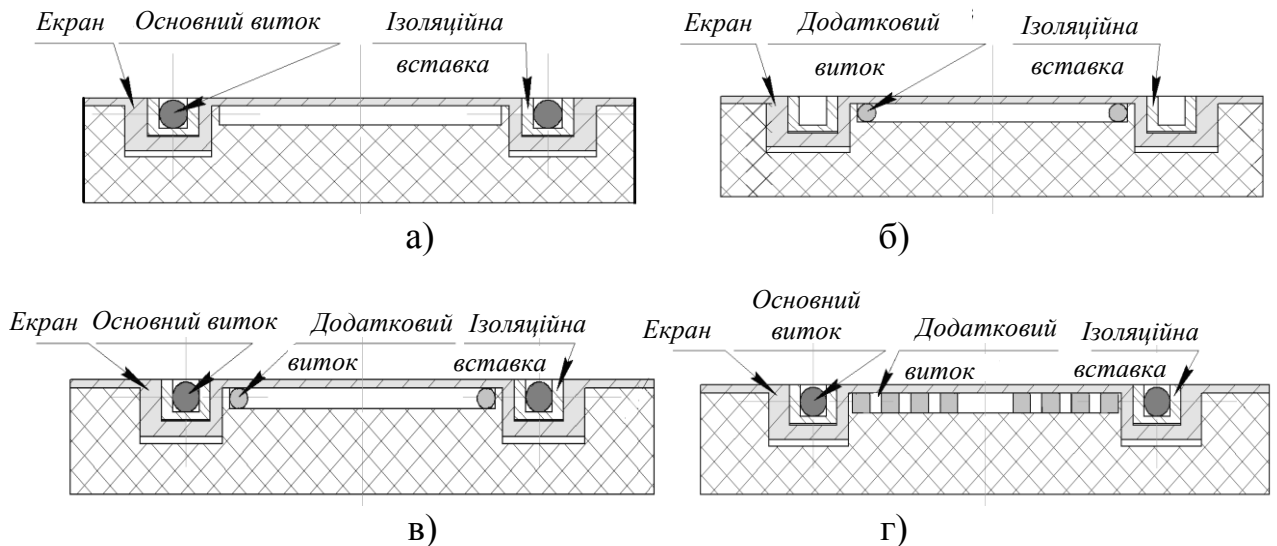 Екран Основний виток Ізоляційна
вставка
а)
Екран Додатковий Ізоляційна
виток вставка
б)
Екран Основний виток Додатковий Ізоляційна
виток вставка
в)
Основний
Екран виток Додатковий Ізоляційна
виток вставка
г)